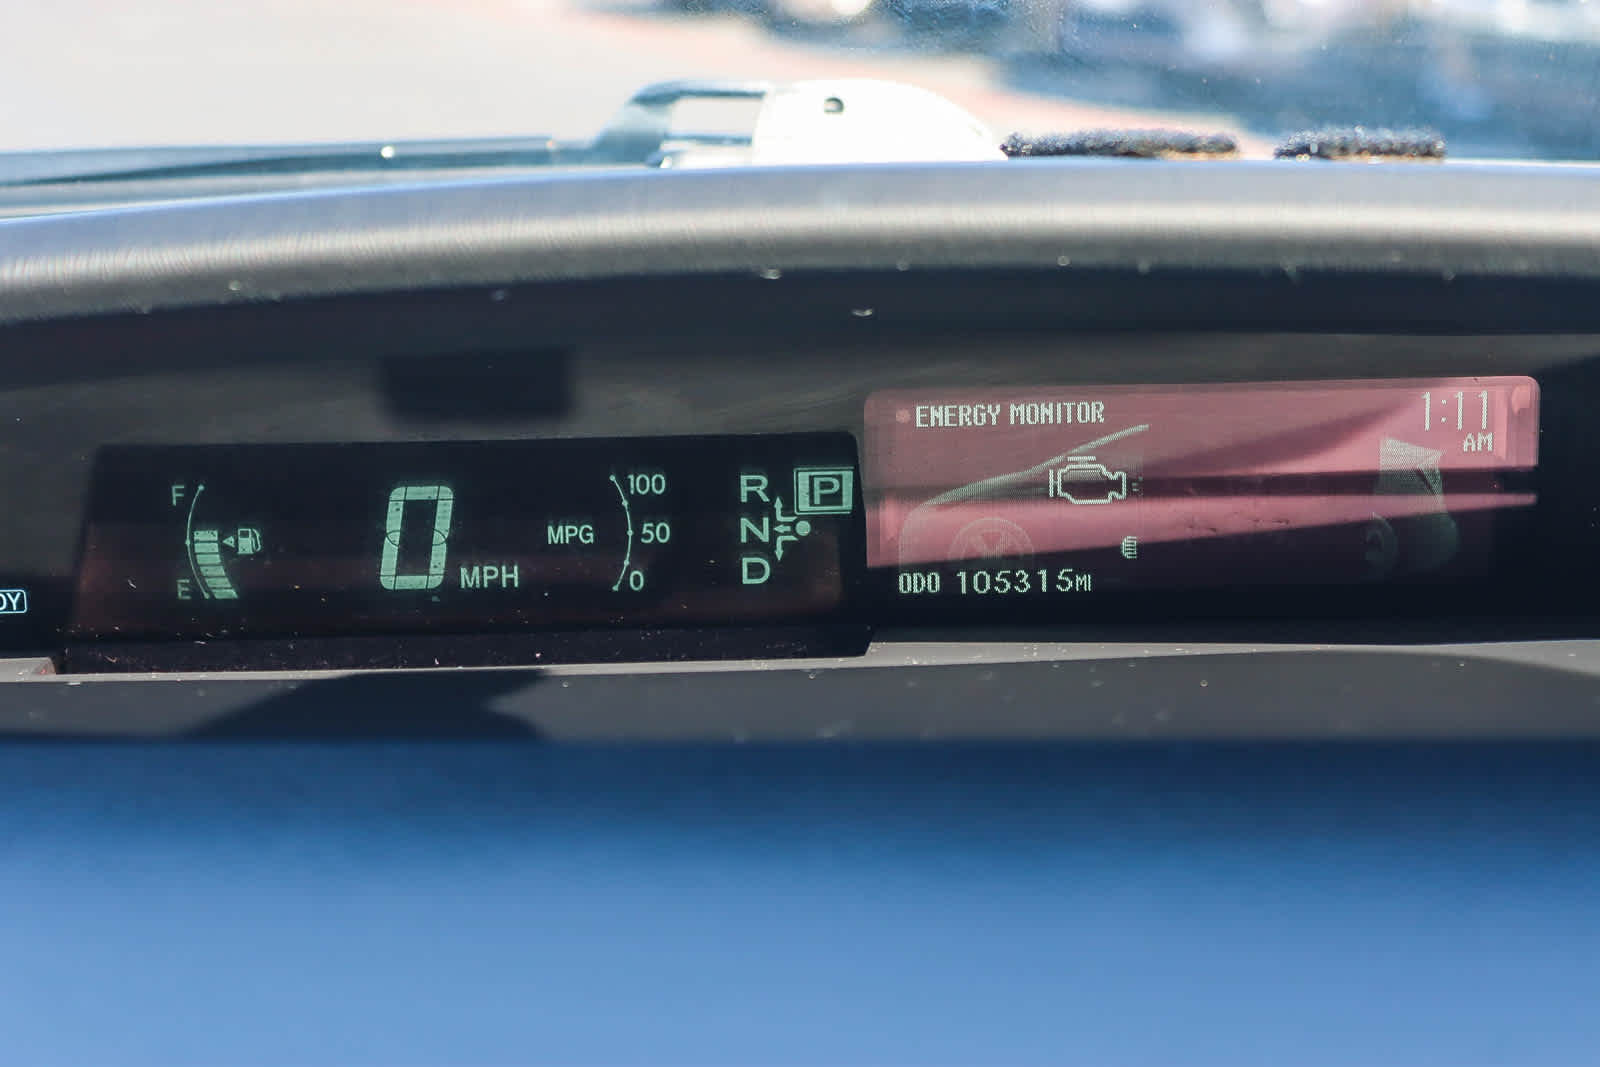 F
E
0 MPH
MPG
100
50
0
R
N
D
P
ENERGY MONITOR
1:11
AM
ODO 105315MI